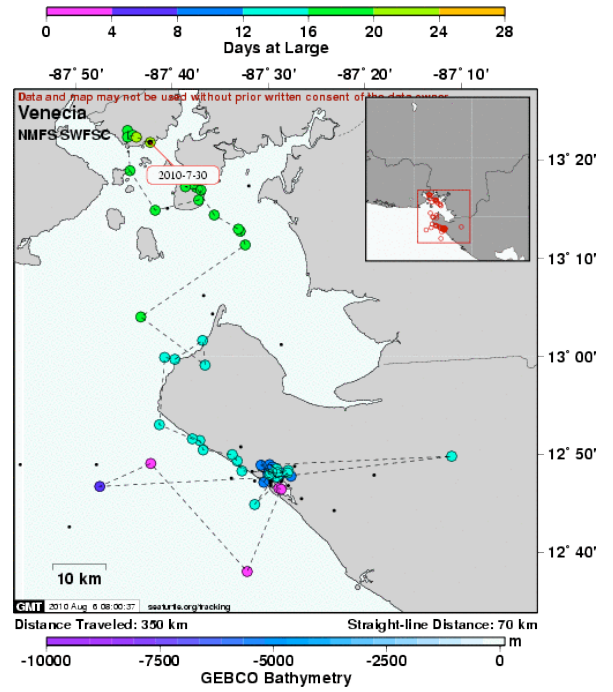 0 4 8 12 16 20 24 28
Days at Large
-87° 50' -87° 40' -87° 30' -87° 20' -87° 10'
Data and map may not be used without prior written consent of the data owner
Venecia
NMFS-SWFSC
2010-7-30
13° 20'
13° 10'
13° 00'
12° 50'
12° 40'
10 km
GMT 2010 Aug 6 08:00:37 seaturtle.org/tracking
Distance Traveled: 350 km Straight-line Distance: 70 km
m
-10000 -7500 -5000 -2500 0
GEBCO Bathymetry